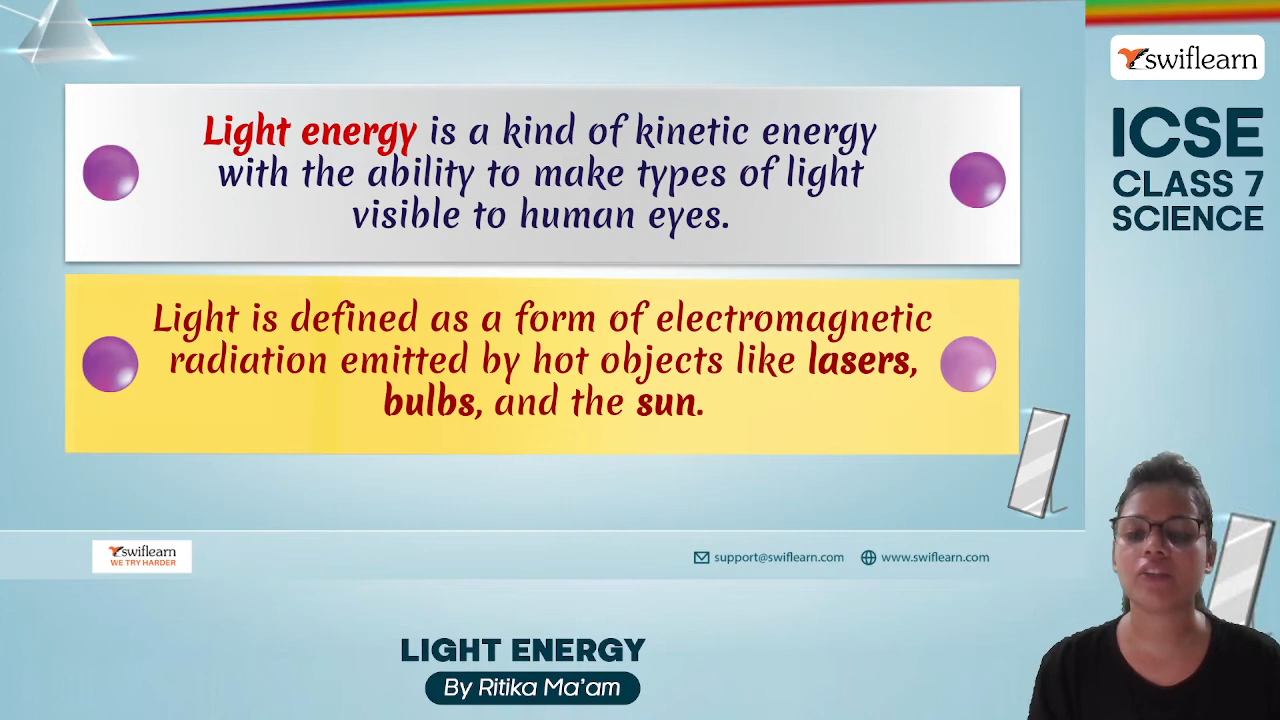 swiflearn
ICSE
CLASS 7
SCIENCE
Light energy is a kind of kinetic energy
with the ability to make types of light
visible to human eyes.
Light is defined as a form of electromagnetic
radiation emitted by hot objects like lasers,
bulbs, and the sun.
swiflearn
WE TRY HARDER
support@swiflearn.com www.swiflearn.com
LIGHT ENERGY
By Ritika Ma'am